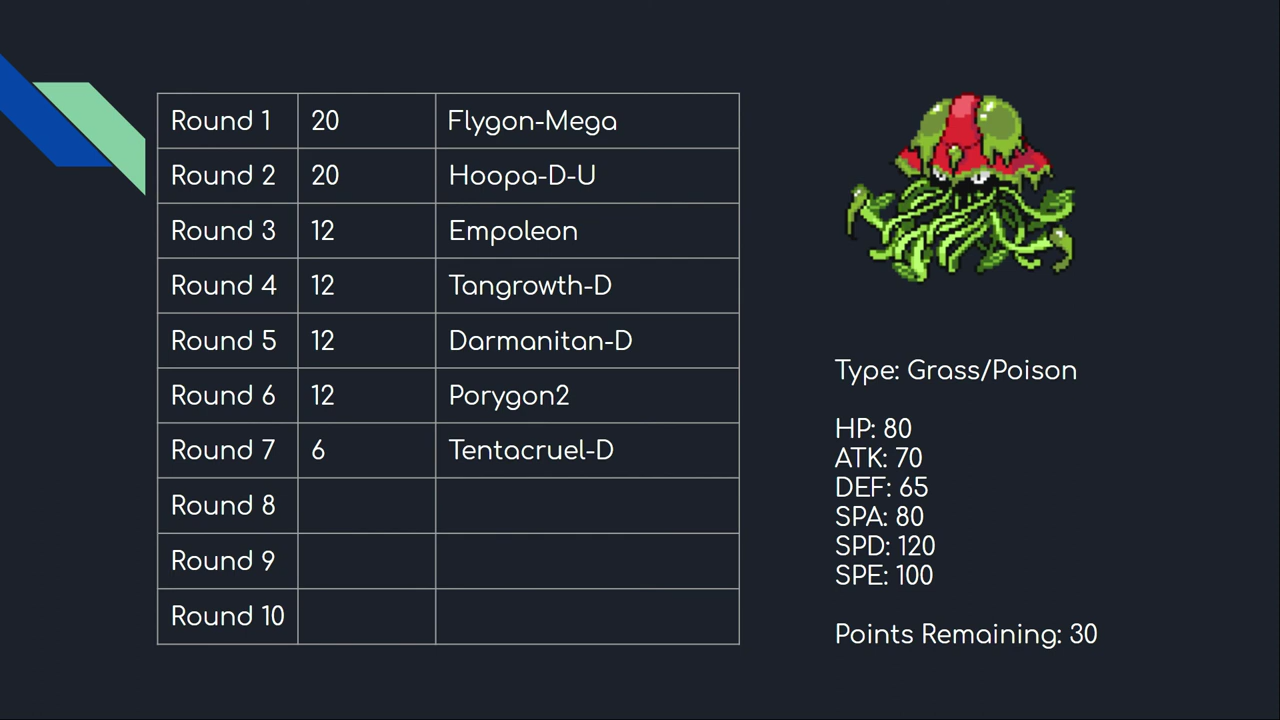 Round 1 20 Flygon-Mega
Round 2 20 Hoopa-D-U
Round 3 12 Empoleon
Round 4 12 Tangrowth-D
Round 5 12 Darmanitan-D
Round 6 12 Porygon2
Round 7 6 Tentacruel-D
Round 8
Round 9
Round 10
Type: Grass/Poison
HP: 80
ATK: 70
DEF: 65
SPA: 80
SPD: 120
SPE: 100
Points Remaining: 30